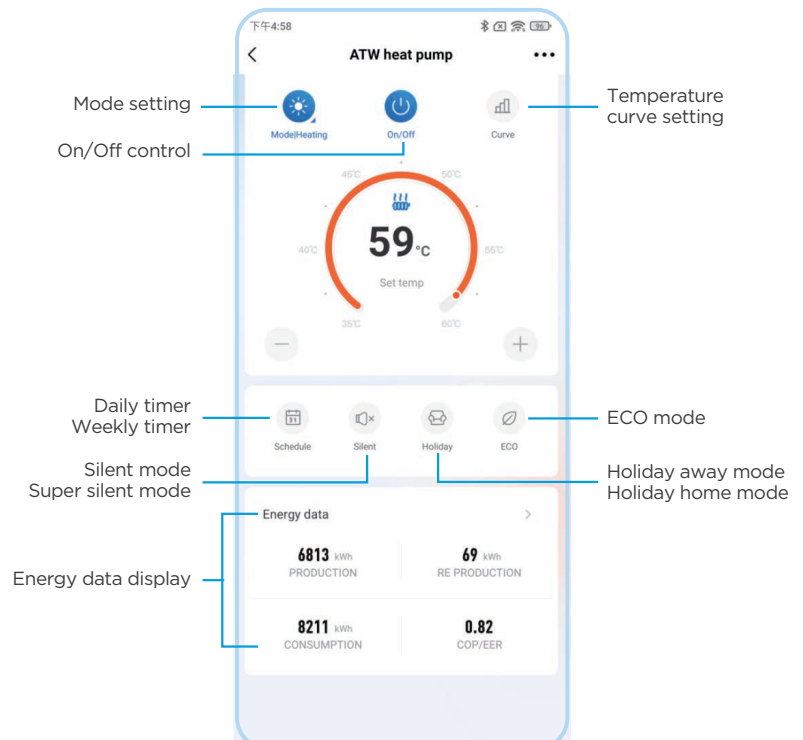 下午4:58
96
ATW heat pump
Mode setting
Temperature
curve setting
Mode|Heating
On/Off
Curve
On/Off control
45℃
50℃
59℃
40℃
55℃
Set temp
35℃
60℃
Daily timer
Weekly timer
31
Schedule
Silent
Holiday
ECO
ECO mode
Silent mode
Super silent mode
Holiday away mode
Holiday home mode
Energy data
6813 kWh
PRODUCTION
69 kWh
RE PRODUCTION
Energy data display
8211 kWh
CONSUMPTION
0.82
COP/EER